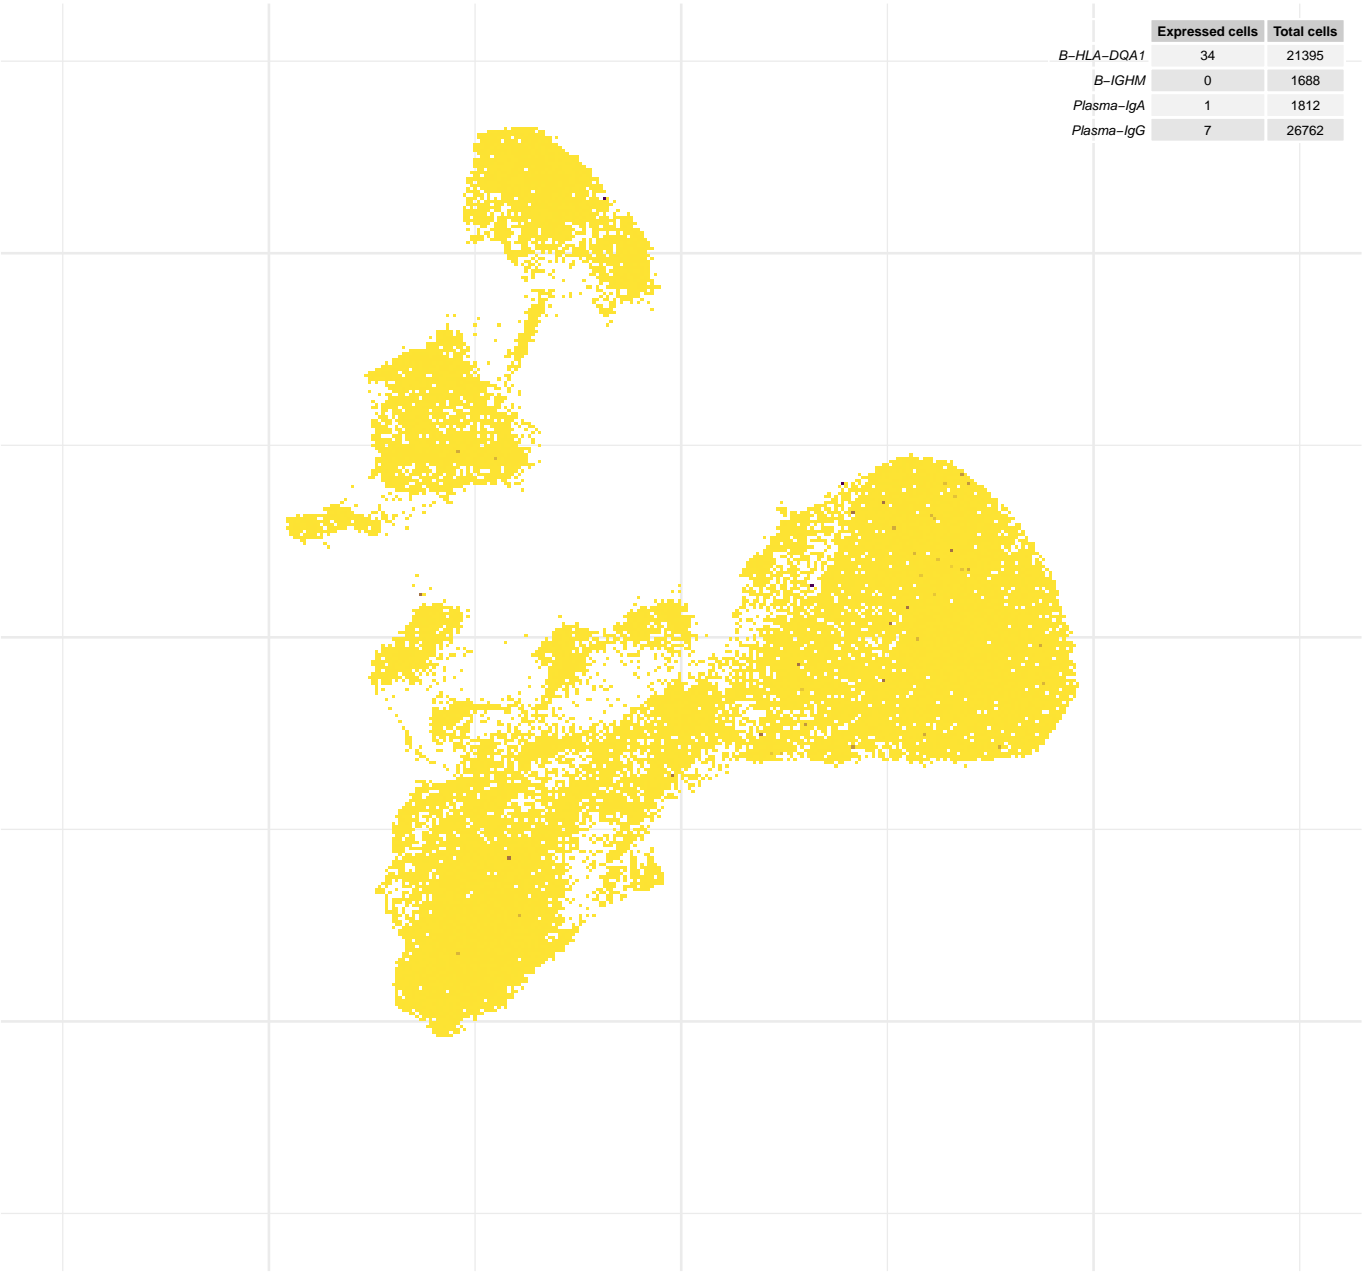 Expressed cells Total cells
B−HLA−DQA1 34 21395
B−IGHM 0 1688
Plasma−IgA 1 1812
Plasma−IgG 7 26762